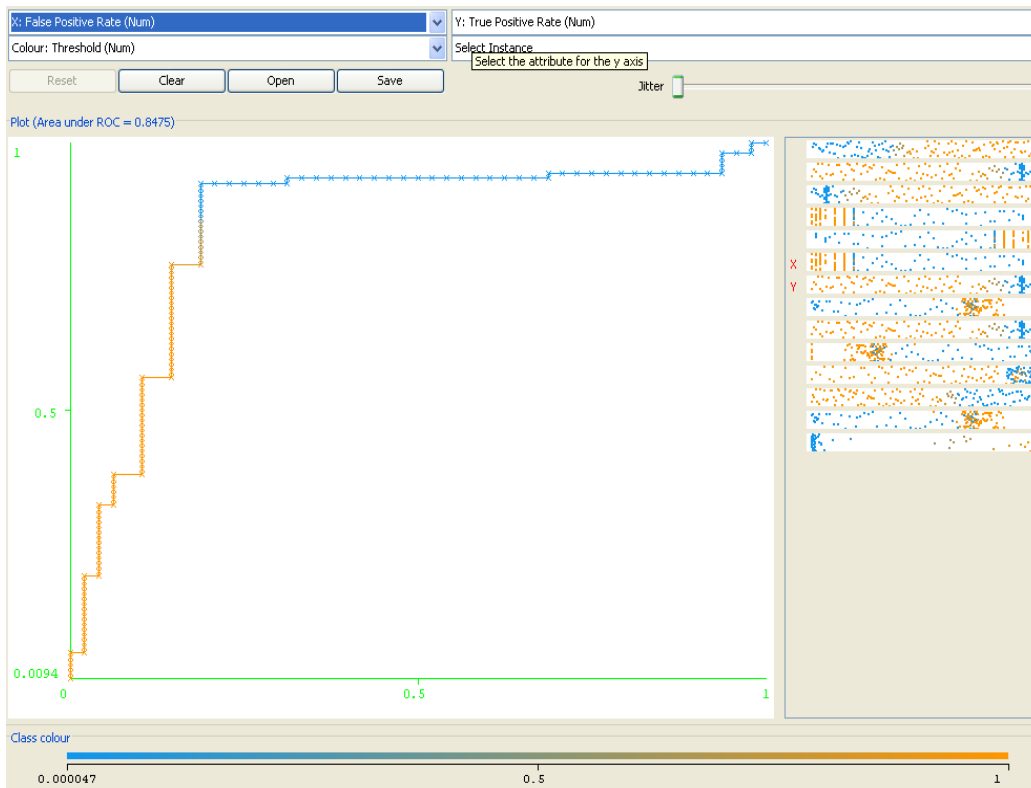 X: False Positive Rate (Num)
Y: True Positive Rate (Num)
Colour: Threshold (Num)
Select Instance
Select the attribute for the y axis
Reset
Clear
Open
Save
Jitter
Plot (Area under ROC = 0.8475)
1
0.5
0.0094
0
0.5
1
X
Y
Class colour
0.000047
0.5
1